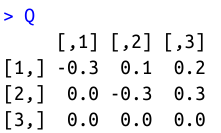 > Q
     [,1] [,2] [,3]
[1,] -0.3  0.1  0.2
[2,]  0.0 -0.3  0.3
[3,]  0.0  0.0  0.0